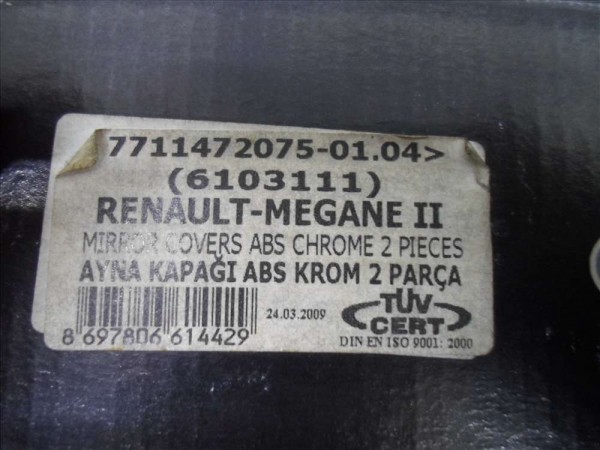 7711472075-01.04>
(6103111)
RENAULT-MEGANE II
MIRROR COVERS ABS CHROME 2 PIECES
AYNA KAPAĞI ABS KROM 2 PARÇA
8 697806 614429
24.03.2009
TÜV
CERT
DIN EN ISO 9001: 2000